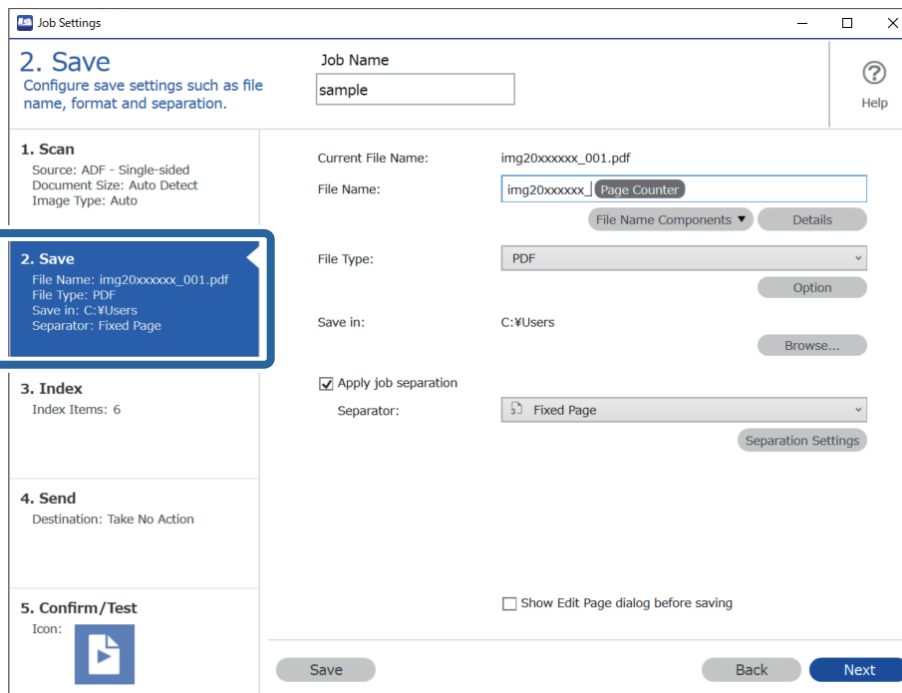 Job Settings
2. Save
Configure save settings such as file
name, format and separation.
Job Name
sample
Help
1. Scan
Source: ADF - Single-sided
Document Size: Auto Detect
Image Type: Auto
2. Save
File Name: img20xxxxxx_001.pdf
File Type: PDF
Save in: C:¥Users
Separator: Fixed Page
3. Index
Index Items: 6
4. Send
Destination: Take No Action
5. Confirm/Test
Icon:
Current File Name: img20xxxxxx_001.pdf
File Name: img20xxxxxx_ Page Counter
File Name Components ▼ Details
File Type: PDF
Option
Save in: C:¥Users
Browse...
Apply job separation
Separator: Fixed Page
Separation Settings
Show Edit Page dialog before saving
Save Back Next